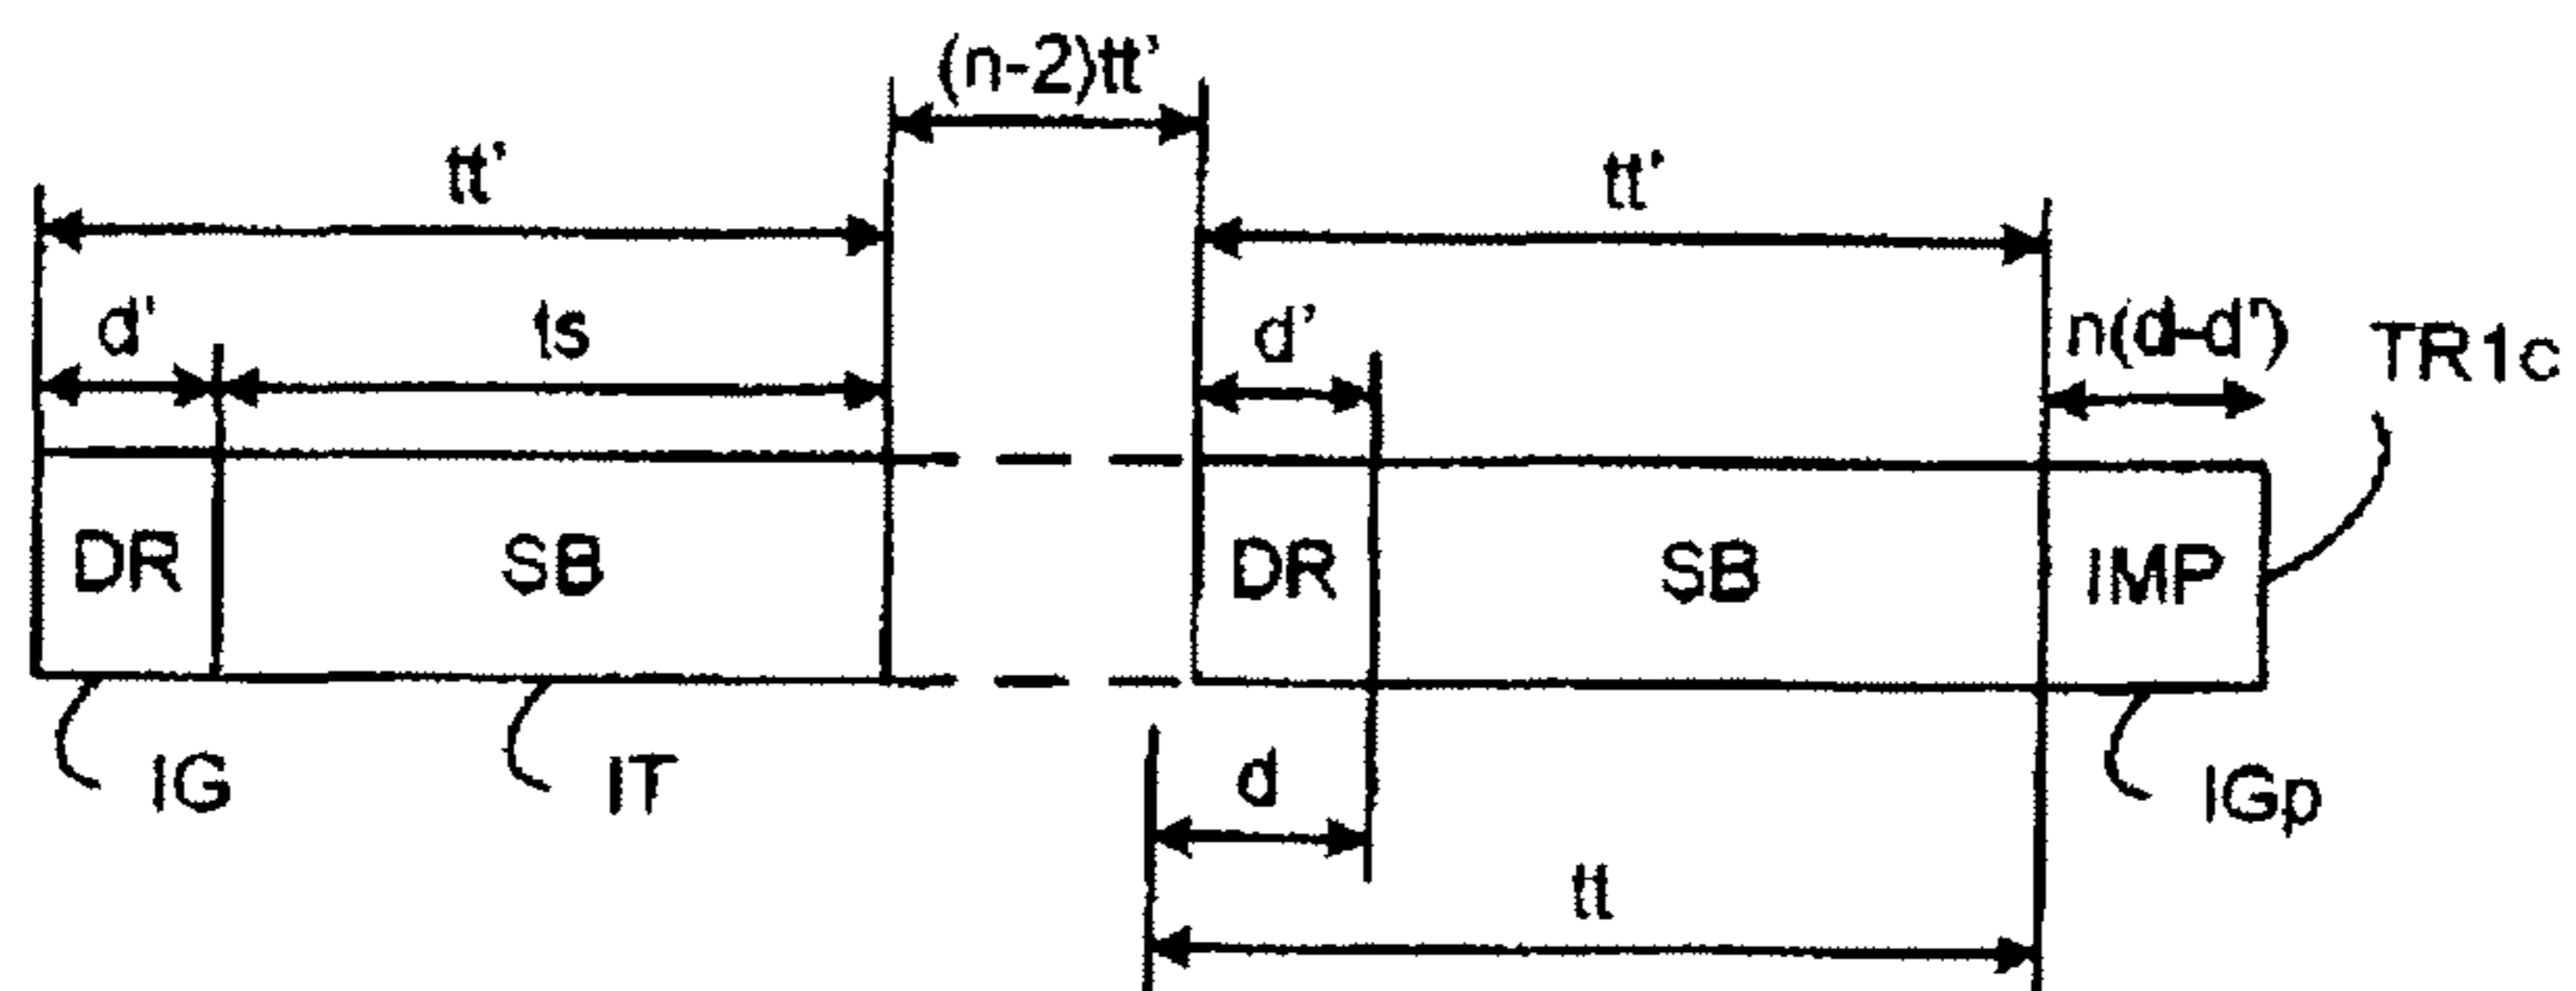 (n-2)tt'
tt'
tt'
d'
ts
d'
n(d-d')
TR1c
DR
SB
DR
SB
IMP
IG
IT
d
IGp
tt